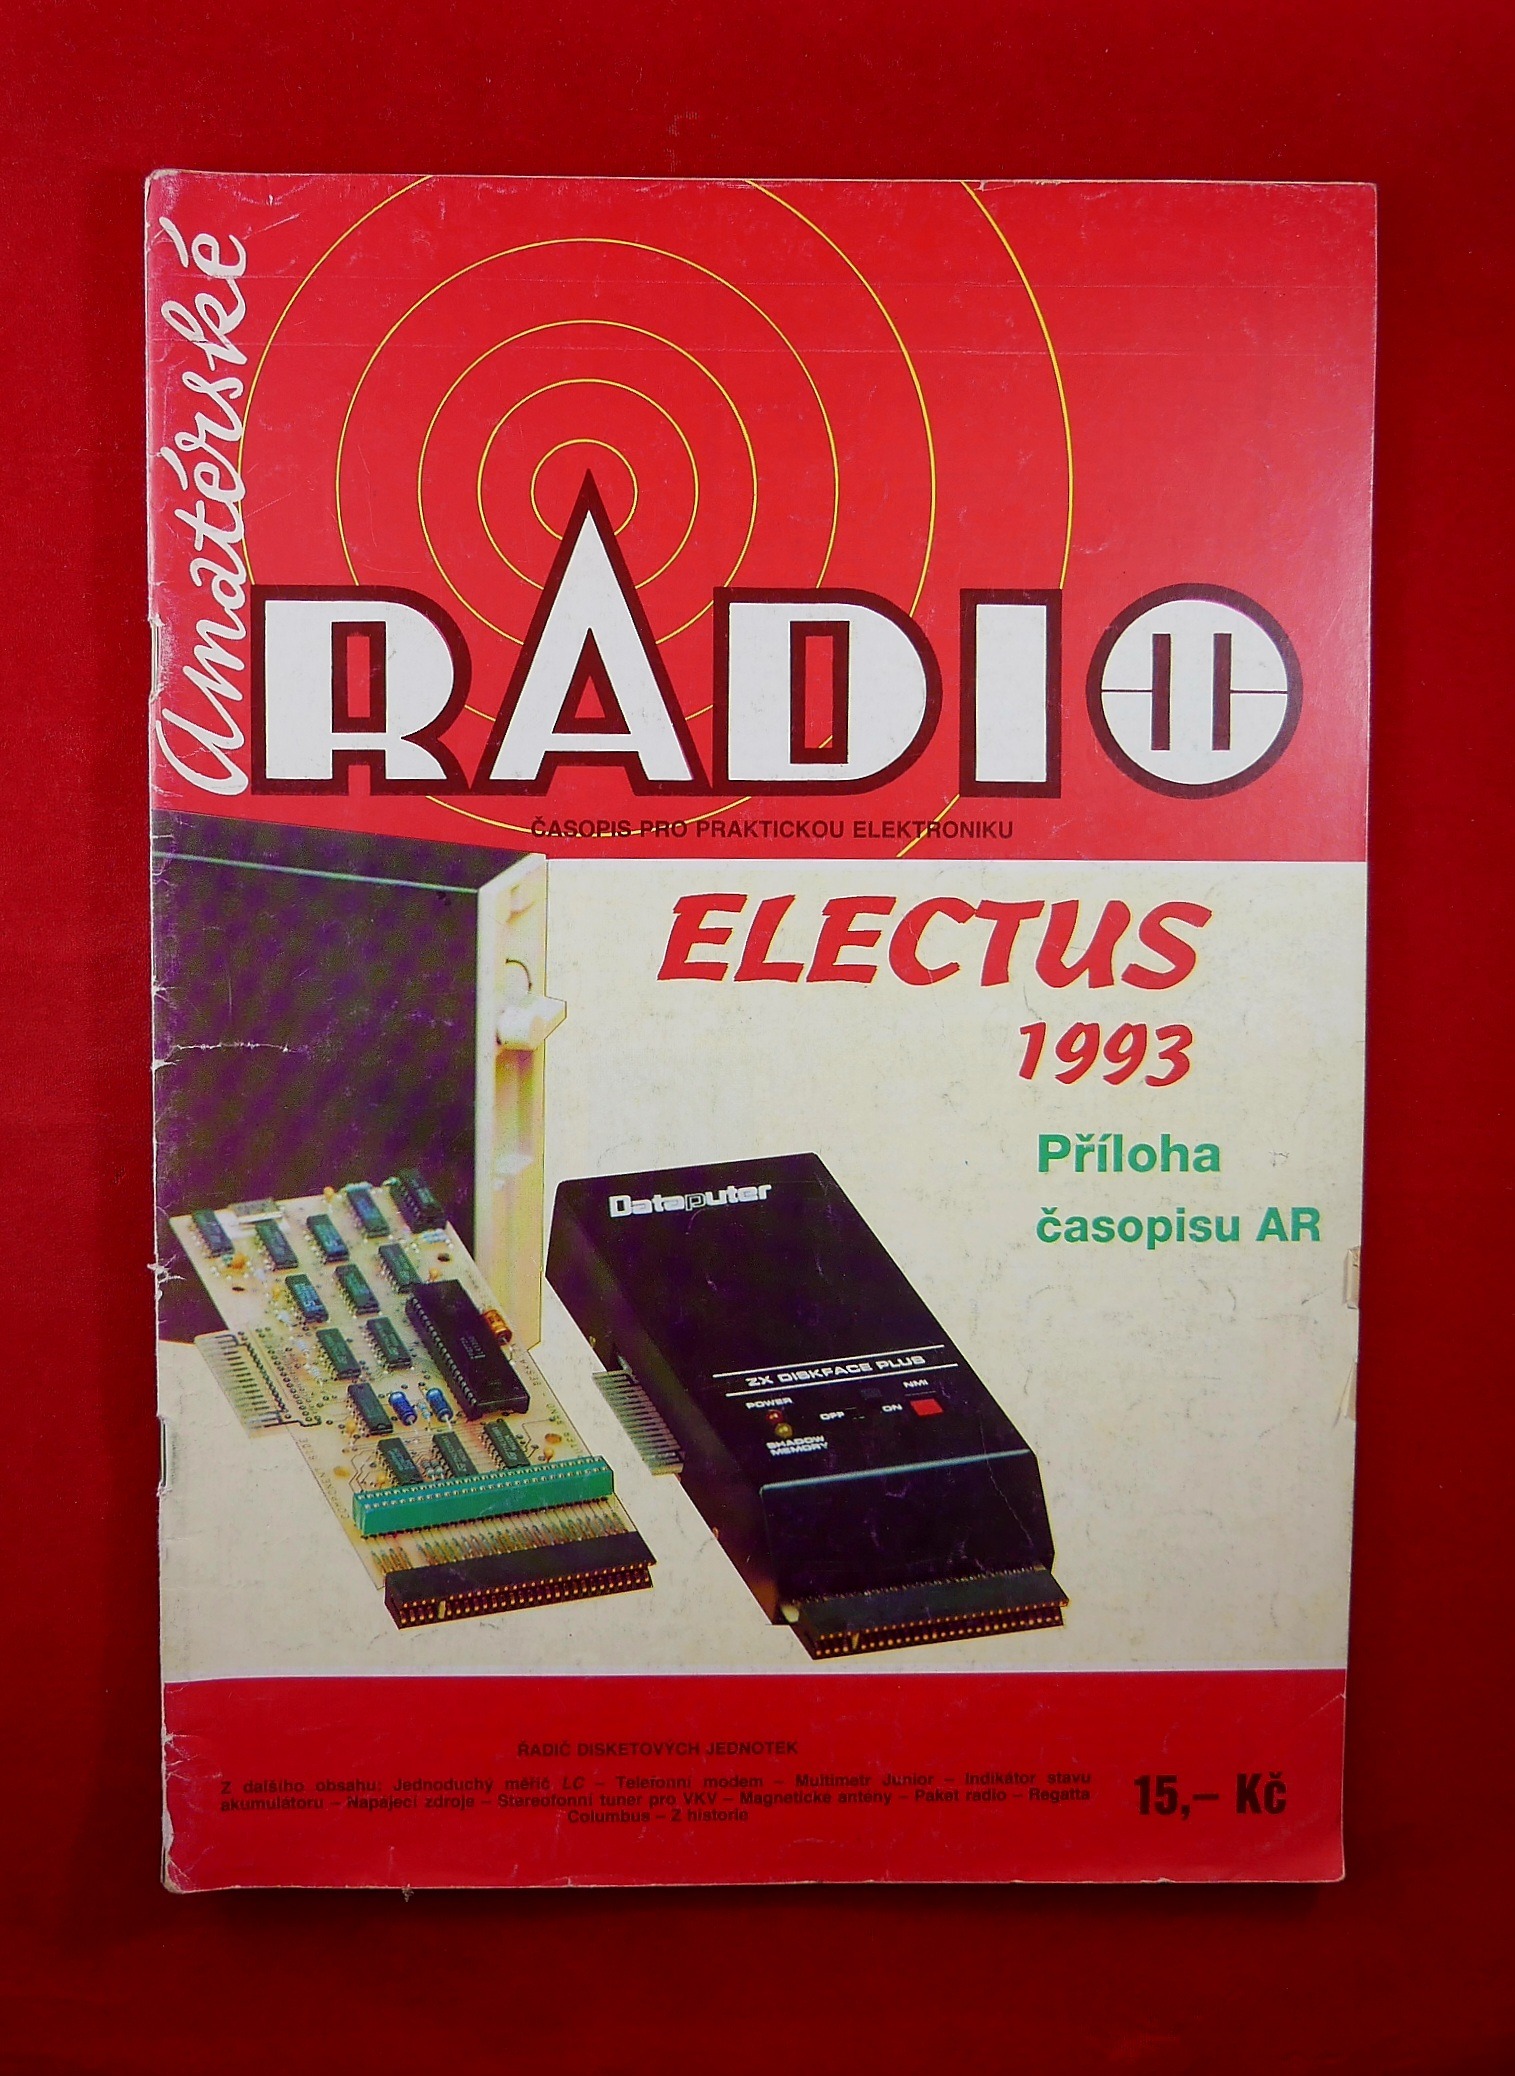 Amatérské
RADIO
ČASOPIS PRO PRAKTICKOU ELEKTRONIKU
ELECTUS
1993
Příloha
časopisu AR
Dataputer
ZX DISKFACE PLUS
NMI
POWER
OFF ON
SHADOW
MEMORY
COMPONENT SIDE
ŘADIČ DISKETOVÝCH JEDNOTEK
Z dalšího obsahu: Jednoduchý měřič LC – Telefonní modem – Multimetr Junior – Indikátor stavu
akumulátoru – Napájecí zdroje – Stereofonní tuner pro VKV – Magnetické antény – Paket radio – Regatta
Columbus – Z historie
15,– Kč